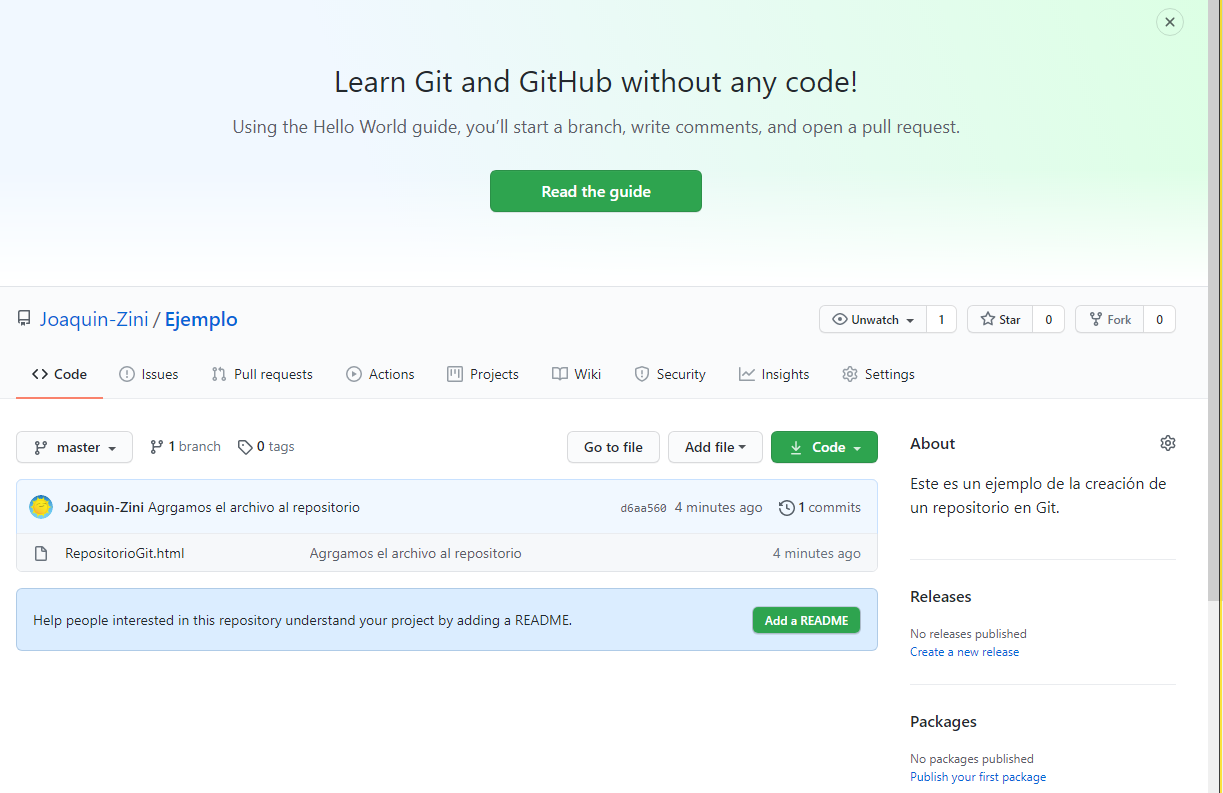 Learn Git and GitHub without any code!
Using the Hello World guide, you’ll start a branch, write comments, and open a pull request.
Read the guide
Joaquin-Zini / Ejemplo
Unwatch 1 Star 0 Fork 0
Code Issues Pull requests Actions Projects Wiki Security Insights Settings
master 1 branch 0 tags Go to file Add file Code
Joaquin-Zini Agrgamos el archivo al repositorio d6aa560 4 minutes ago 1 commits
RepositorioGit.html Agrgamos el archivo al repositorio 4 minutes ago
Help people interested in this repository understand your project by adding a README. Add a README
About
Este es un ejemplo de la creación de
un repositorio en Git.
Releases
No releases published
Create a new release
Packages
No packages published
Publish your first package